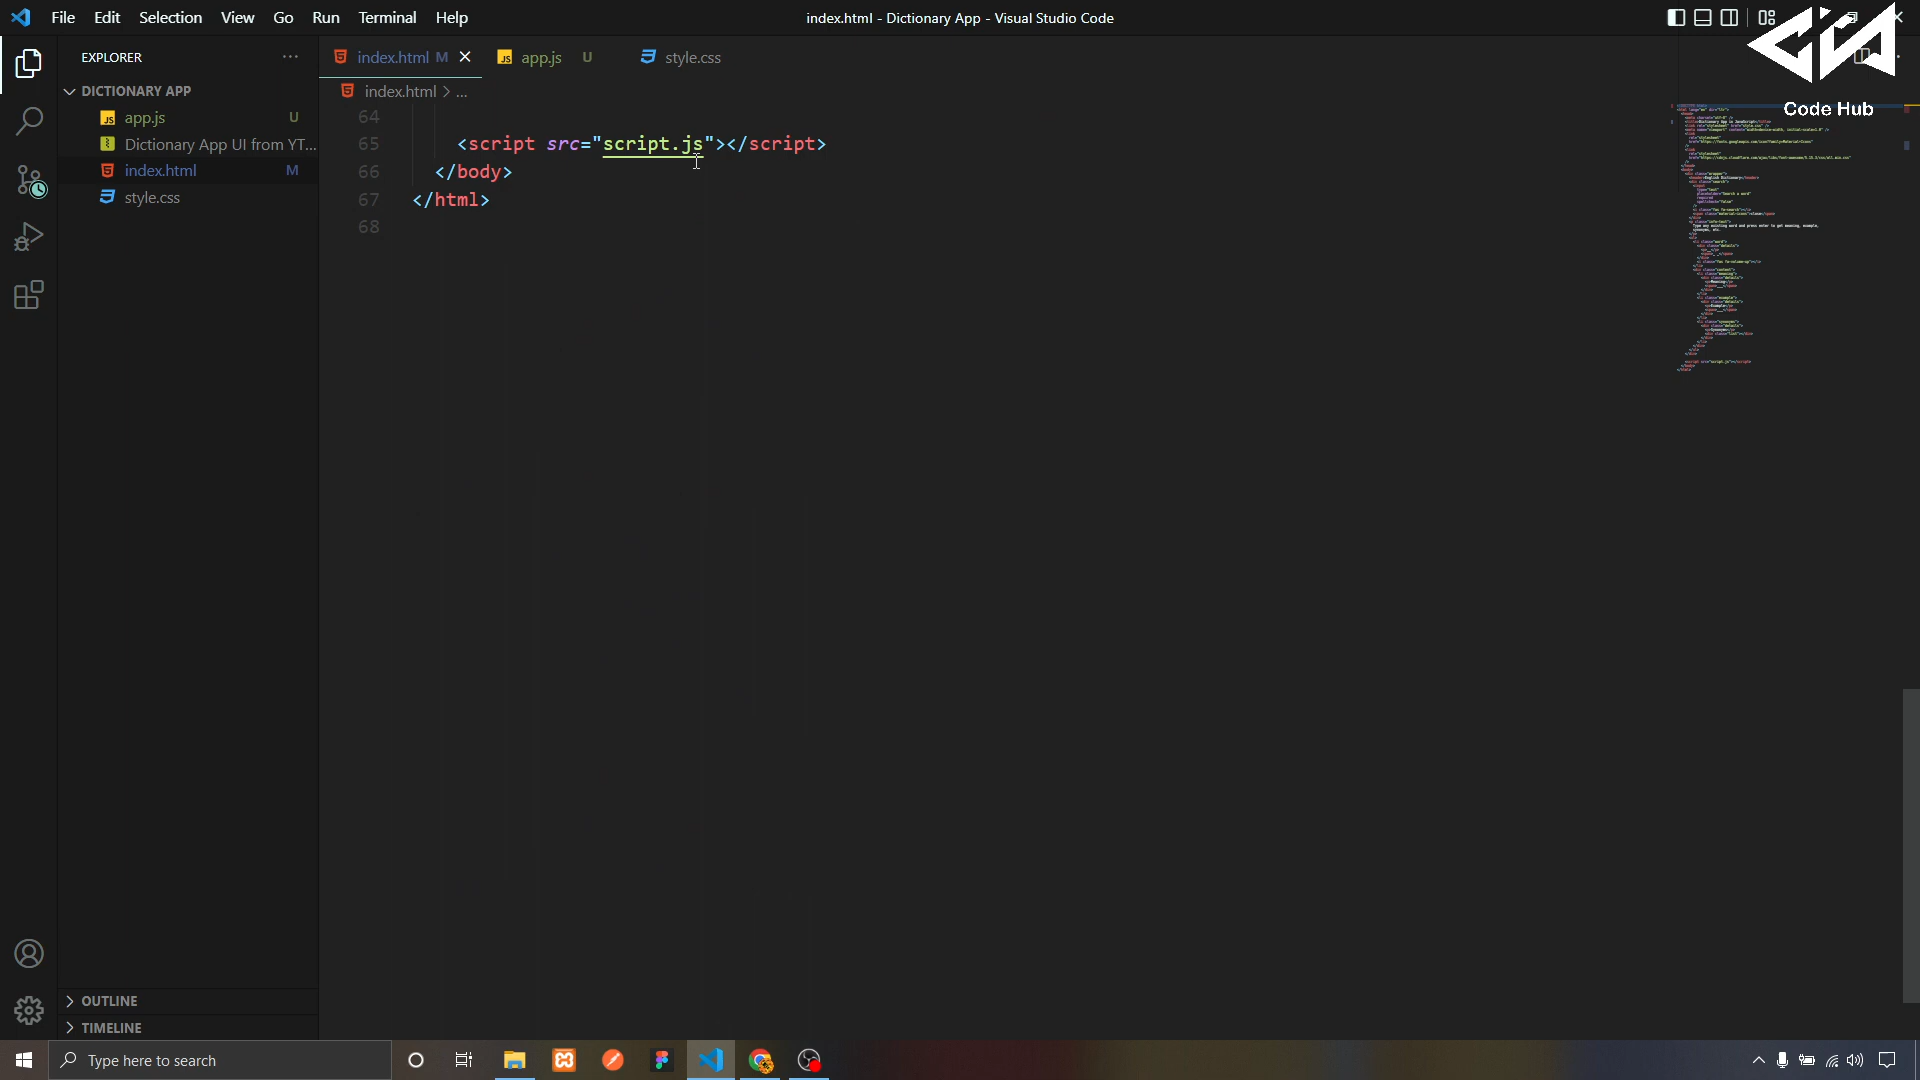 File Edit Selection View Go Run Terminal Help
index.html - Dictionary App - Visual Studio Code
EXPLORER
index.html M
app.js U
style.css
DICTIONARY APP
index.html > ...
app.js U
Dictionary App UI from YT...
index.html M
style.css
Code Hub
64
65 <script src="script.js"></script>
66 </body>
67 </html>
68
OUTLINE
TIMELINE
Type here to search